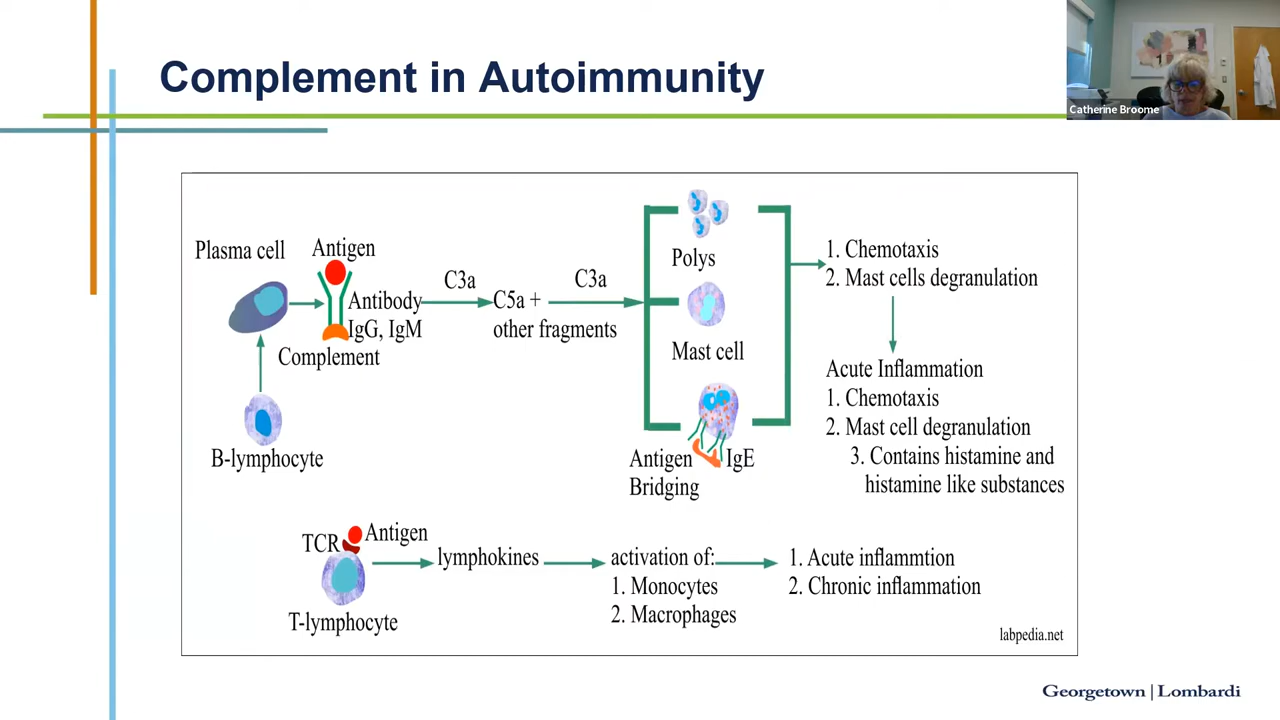 Complement in Autoimmunity
Catherine Broome
Plasma cell
Antigen
Antibody
IgG, IgM
Complement
B-lymphocyte
C3a
C5a +
other fragments
C3a
Polys
Mast cell
Antigen
Bridging
IgE
1. Chemotaxis
2. Mast cells degranulation
Acute Inflammation
1. Chemotaxis
2. Mast cell degranulation
3. Contains histamine and
histamine like substances
TCR
Antigen
T-lymphocyte
lymphokines
activation of:
1. Monocytes
2. Macrophages
1. Acute inflammtion
2. Chronic inflammation
labpedia.net
Georgetown | Lombardi